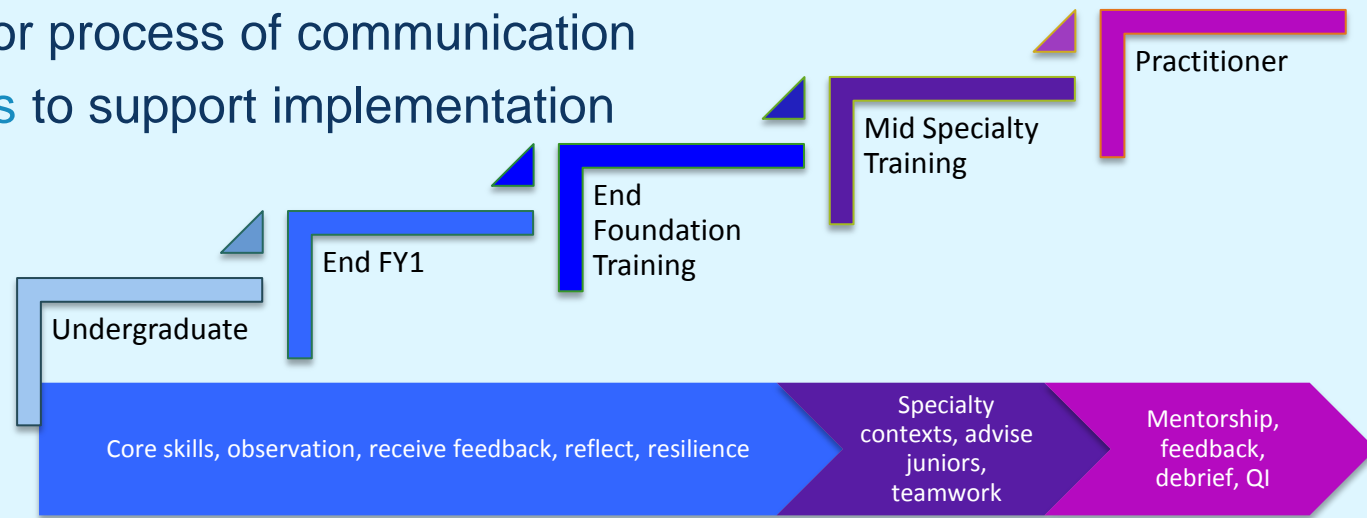 or process of communication
s to support implementation
Practitioner
Mid Specialty
Training
End
Foundation
Training
End FY1
Undergraduate
Core skills, observation, receive feedback, reflect, resilience
Specialty
contexts, advise
juniors,
teamwork
Mentorship,
feedback,
debrief, QI